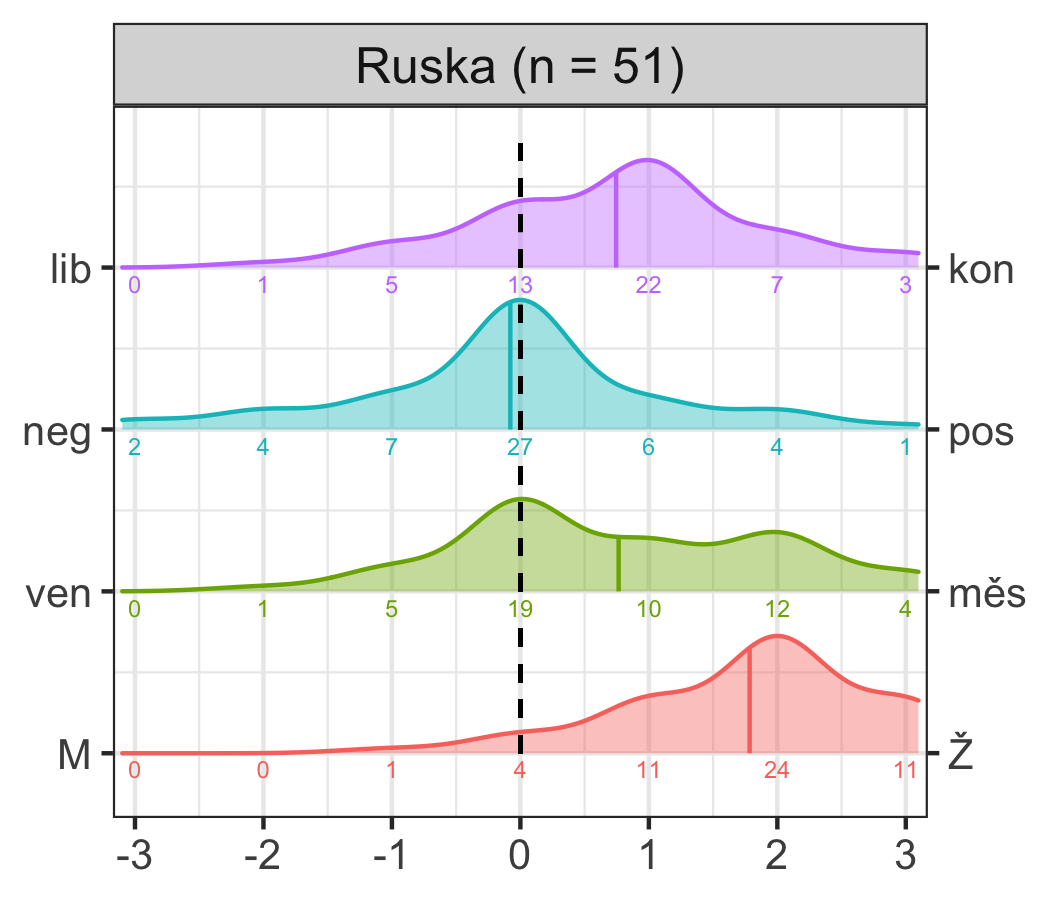 Ruska (n = 51)
lib kon
0 1 5 13 22 7 3
neg pos
2 4 7 27 6 4 1
ven měs
0 1 5 19 10 12 4
M Ž
0 0 1 4 11 24 11
-3 -2 -1 0 1 2 3